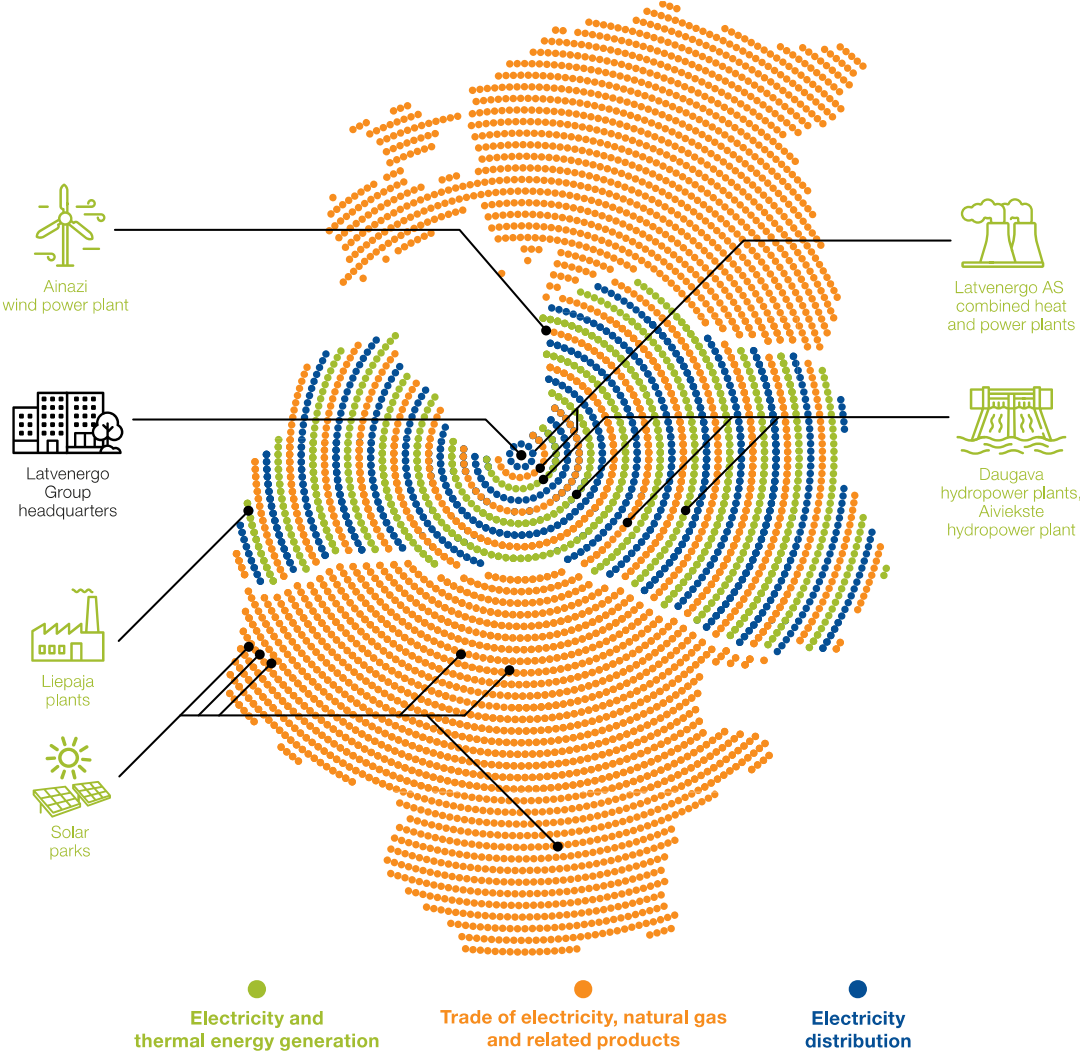 Ainazi
wind power plant
Latvenergo AS
combined heat
and power plants
Latvenergo
Group
headquarters
Daugava
hydropower plants,
Aiviekste
hydropower plant
Liepaja
plants
Solar
parks
Electricity and
thermal energy generation
Trade of electricity, natural gas
and related products
Electricity
distribution